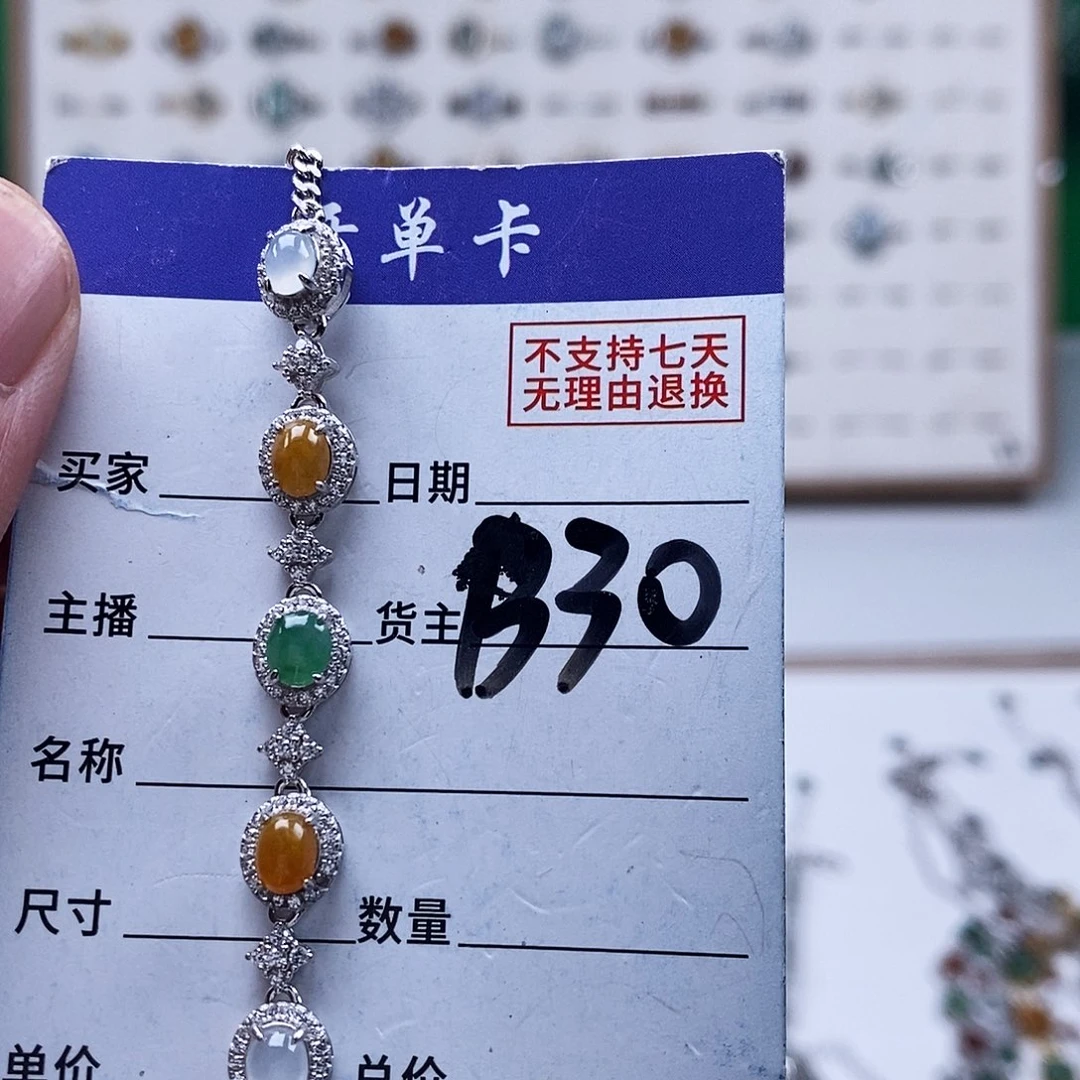 开单卡
不支持七天
无理由退换
买家 日期
主播 货主 B30
名称
尺寸 数量
单价 总价